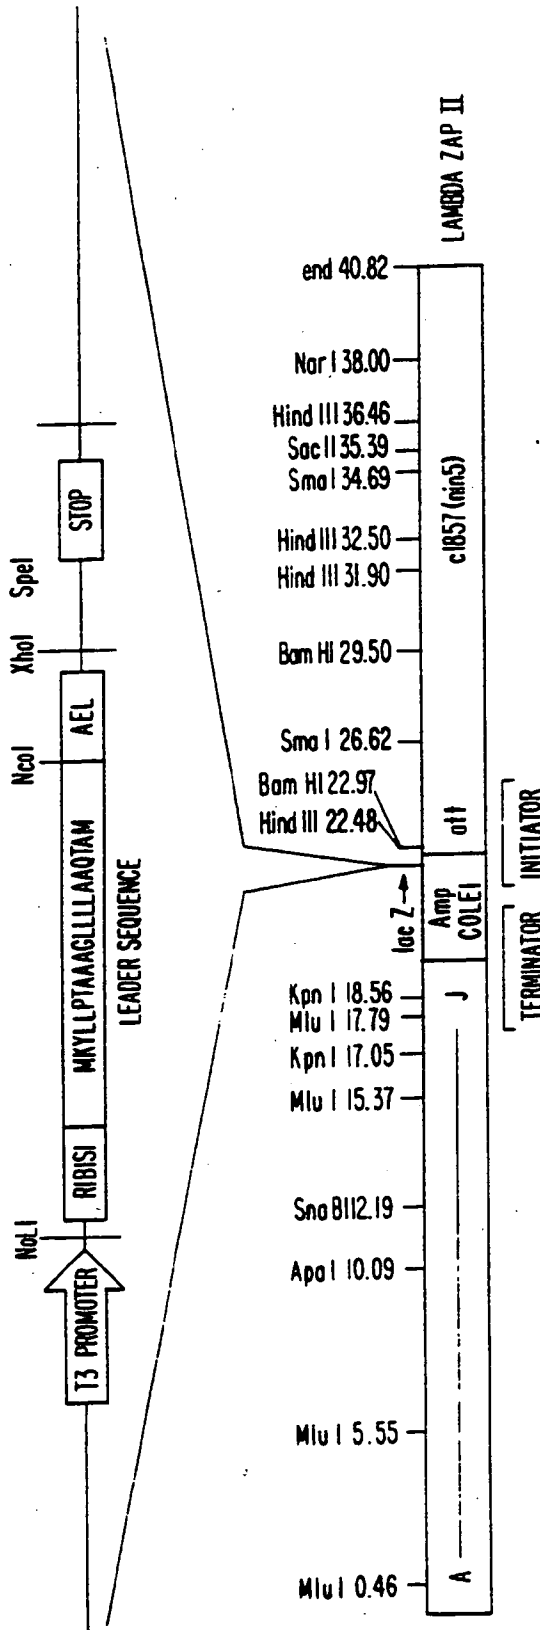 T3 PROMOTER
NoLI
RIBISI
MKYLLPTAAAGLLLLAAQTAM
LEADER SEQUENCE
NcoI
AEL
XhoI
SpeI
STOP
Mlu I 0.46
Mlu I 5.55
Apa I 10.09
Sna BI 12.19
Mlu I 15.37
Kpn I 17.05
Mlu I 17.79
Kpn I 18.56
lac Z
Hind III 22.48
Bam HI 22.97
Sma I 26.62
Bam HI 29.50
Hind III 31.90
Hind III 32.50
Sma I 34.69
Sac II 35.39
Hind III 36.46
Nar I 38.00
end 40.82
A
J
Amp
COLEI
att
cI857 (nin5)
LAMBDA ZAP II
TERMINATOR
INITIATOR